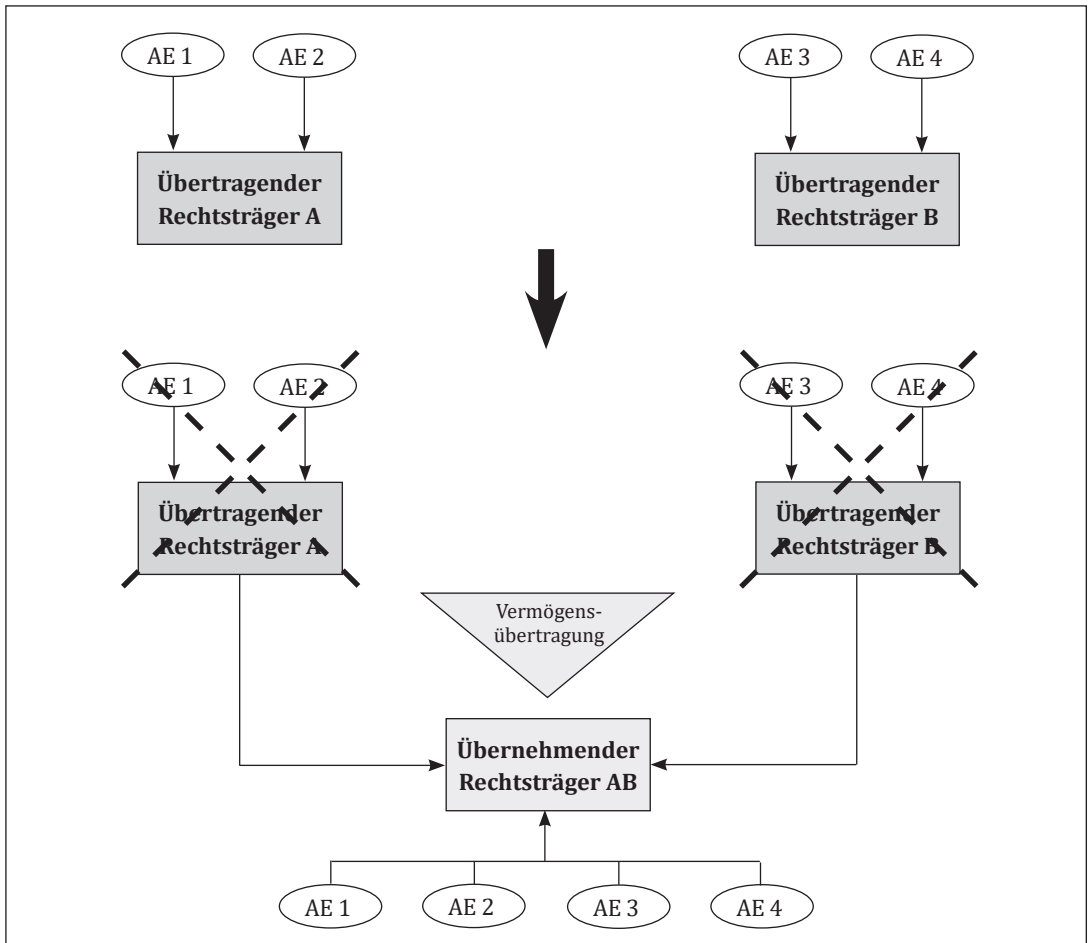 AE 1
AE 2
AE 3
AE 4
Übertragender
Rechtsträger A
Übertragender
Rechtsträger B
AE 1
AE 2
AE 3
AE 4
Übertragender
Rechtsträger A
Übertragender
Rechtsträger B
Vermögens-
übertragung
Übernehmender
Rechtsträger AB
AE 1
AE 2
AE 3
AE 4